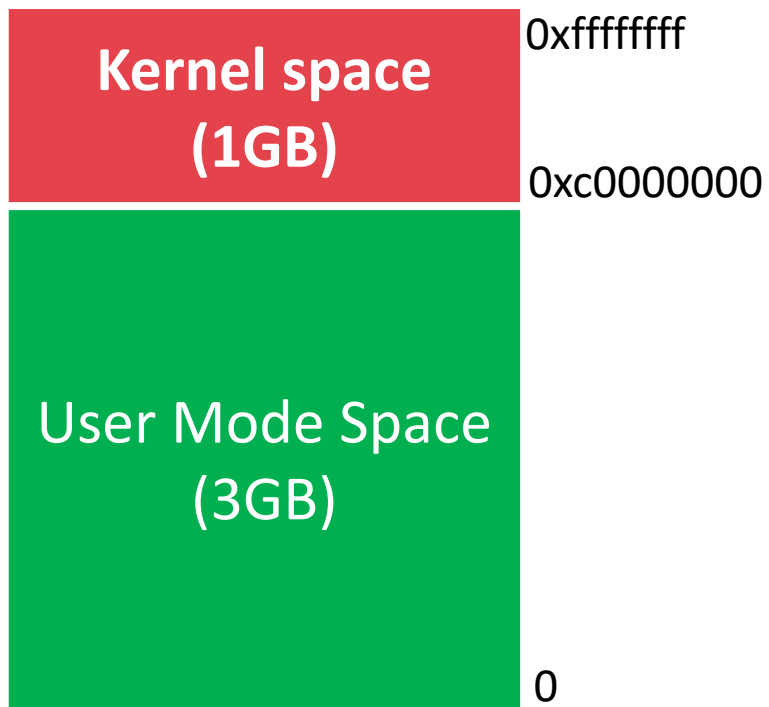 Kernel space
(1GB)
0xffffffff
0xc0000000
User Mode Space
(3GB)
0